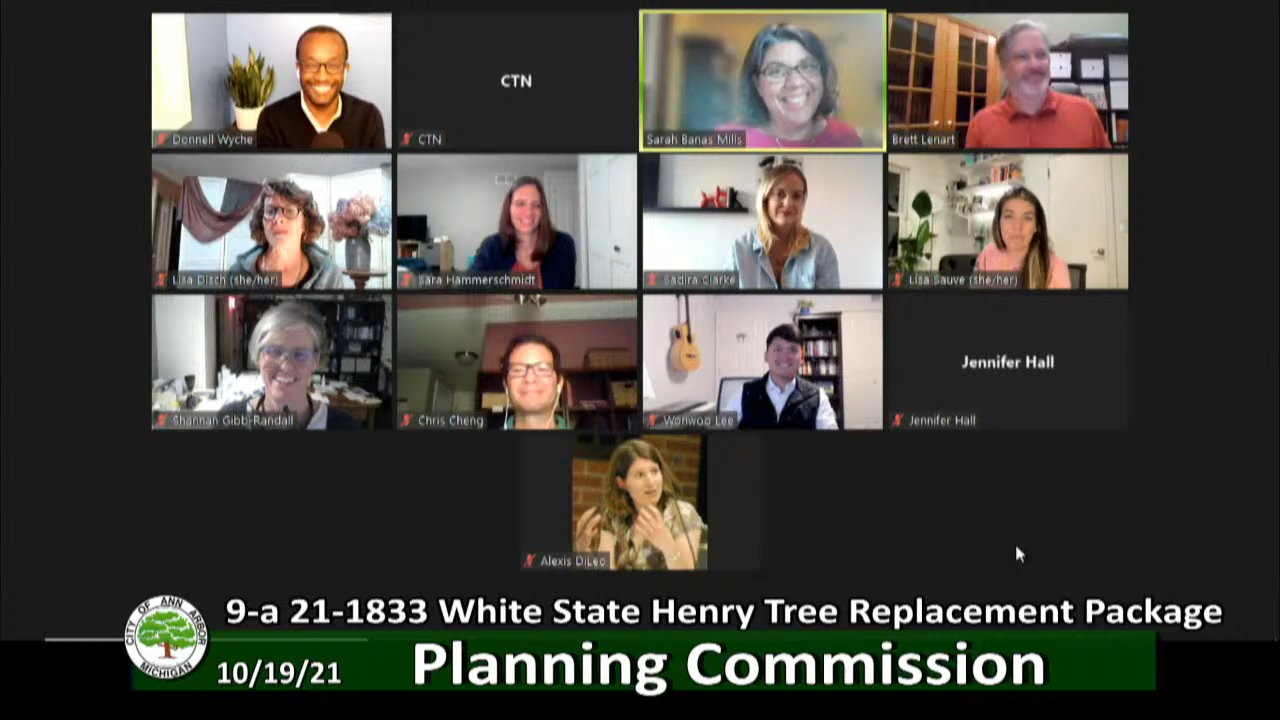 CTN
Donnell Wyche
CTN
Sarah Banas Mills
Brett Lenart
Lisa Disch (she/her)
Sara Hammerschmidt
Sadira Clarke
Lisa Sauve (she/her)
Jennifer Hall
Shannan Gibb-Randall
Chris Cheng
Wonwoo Lee
Jennifer Hall
Alexis DiLeo
9-a 21-1833 White State Henry Tree Replacement Package
CITY OF ANN ARBOR
MICHIGAN
10/19/21
Planning Commission